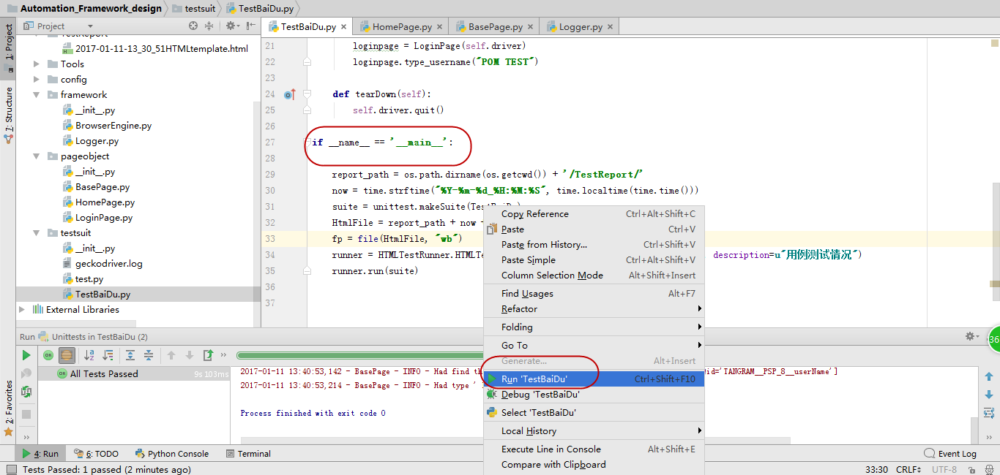 Automation_Framework_design testsuit TestBaiDu.py
1: Project
7: Structure
2: Favorites
Project
TestReport
2017-01-11-13_30_51HTMLtemplate.html
Tools
config
framework
__init__.py
BrowserEngine.py
Logger.py
pageobject
__init__.py
BasePage.py
HomePage.py
LoginPage.py
testsuit
__init__.py
geckodriver.log
test.py
TestBaiDu.py
External Libraries
TestBaiDu.py HomePage.py BasePage.py Logger.py
21 loginpage = LoginPage(self.driver)
22 loginpage.type_username("POM TEST")
23
24 def tearDown(self):
25 self.driver.quit()
26
27 if __name__ == '__main__':
28
29 report_path = os.path.dirname(os.getcwd()) + '/TestReport/'
30 now = time.strftime("%Y-%m-%d_%H:%M:%S", time.localtime(time.time()))
31 suite = unittest.makeSuite(TestBaiDu)
32 HtmlFile = report_path + now
33 fp = file(HtmlFile, "wb")
34 runner = HTMLTestRunner.HTMLTe description=u"用例测试情况")
35 runner.run(suite)
36
37
Copy Reference Ctrl+Alt+Shift+C
Paste Ctrl+V
Paste from History... Ctrl+Shift+V
Paste Simple Ctrl+Alt+Shift+V
Column Selection Mode Alt+Shift+Insert
Find Usages Alt+F7
Refactor
Folding
Go To
Generate... Alt+Insert
Run 'TestBaiDu' Ctrl+Shift+F10
Debug 'TestBaiDu'
Select 'TestBaiDu'
Local History
Execute Line in Console Alt+Shift+E
Compare with Clipboard
Run Unittests in TestBaiDu (2)
36
OK
OK All Tests Passed 9s 103ms
2017-01-11 13:40:53,142 - BasePage - INFO - Had find th id='TANGRAM__PSP_8__userName']
2017-01-11 13:40:53,214 - BasePage - INFO - Had type '
Process finished with exit code 0
4: Run 6: TODO Python Console Terminal Event Log
Tests Passed: 1 passed (2 minutes ago) 33:30 CRLF UTF-8